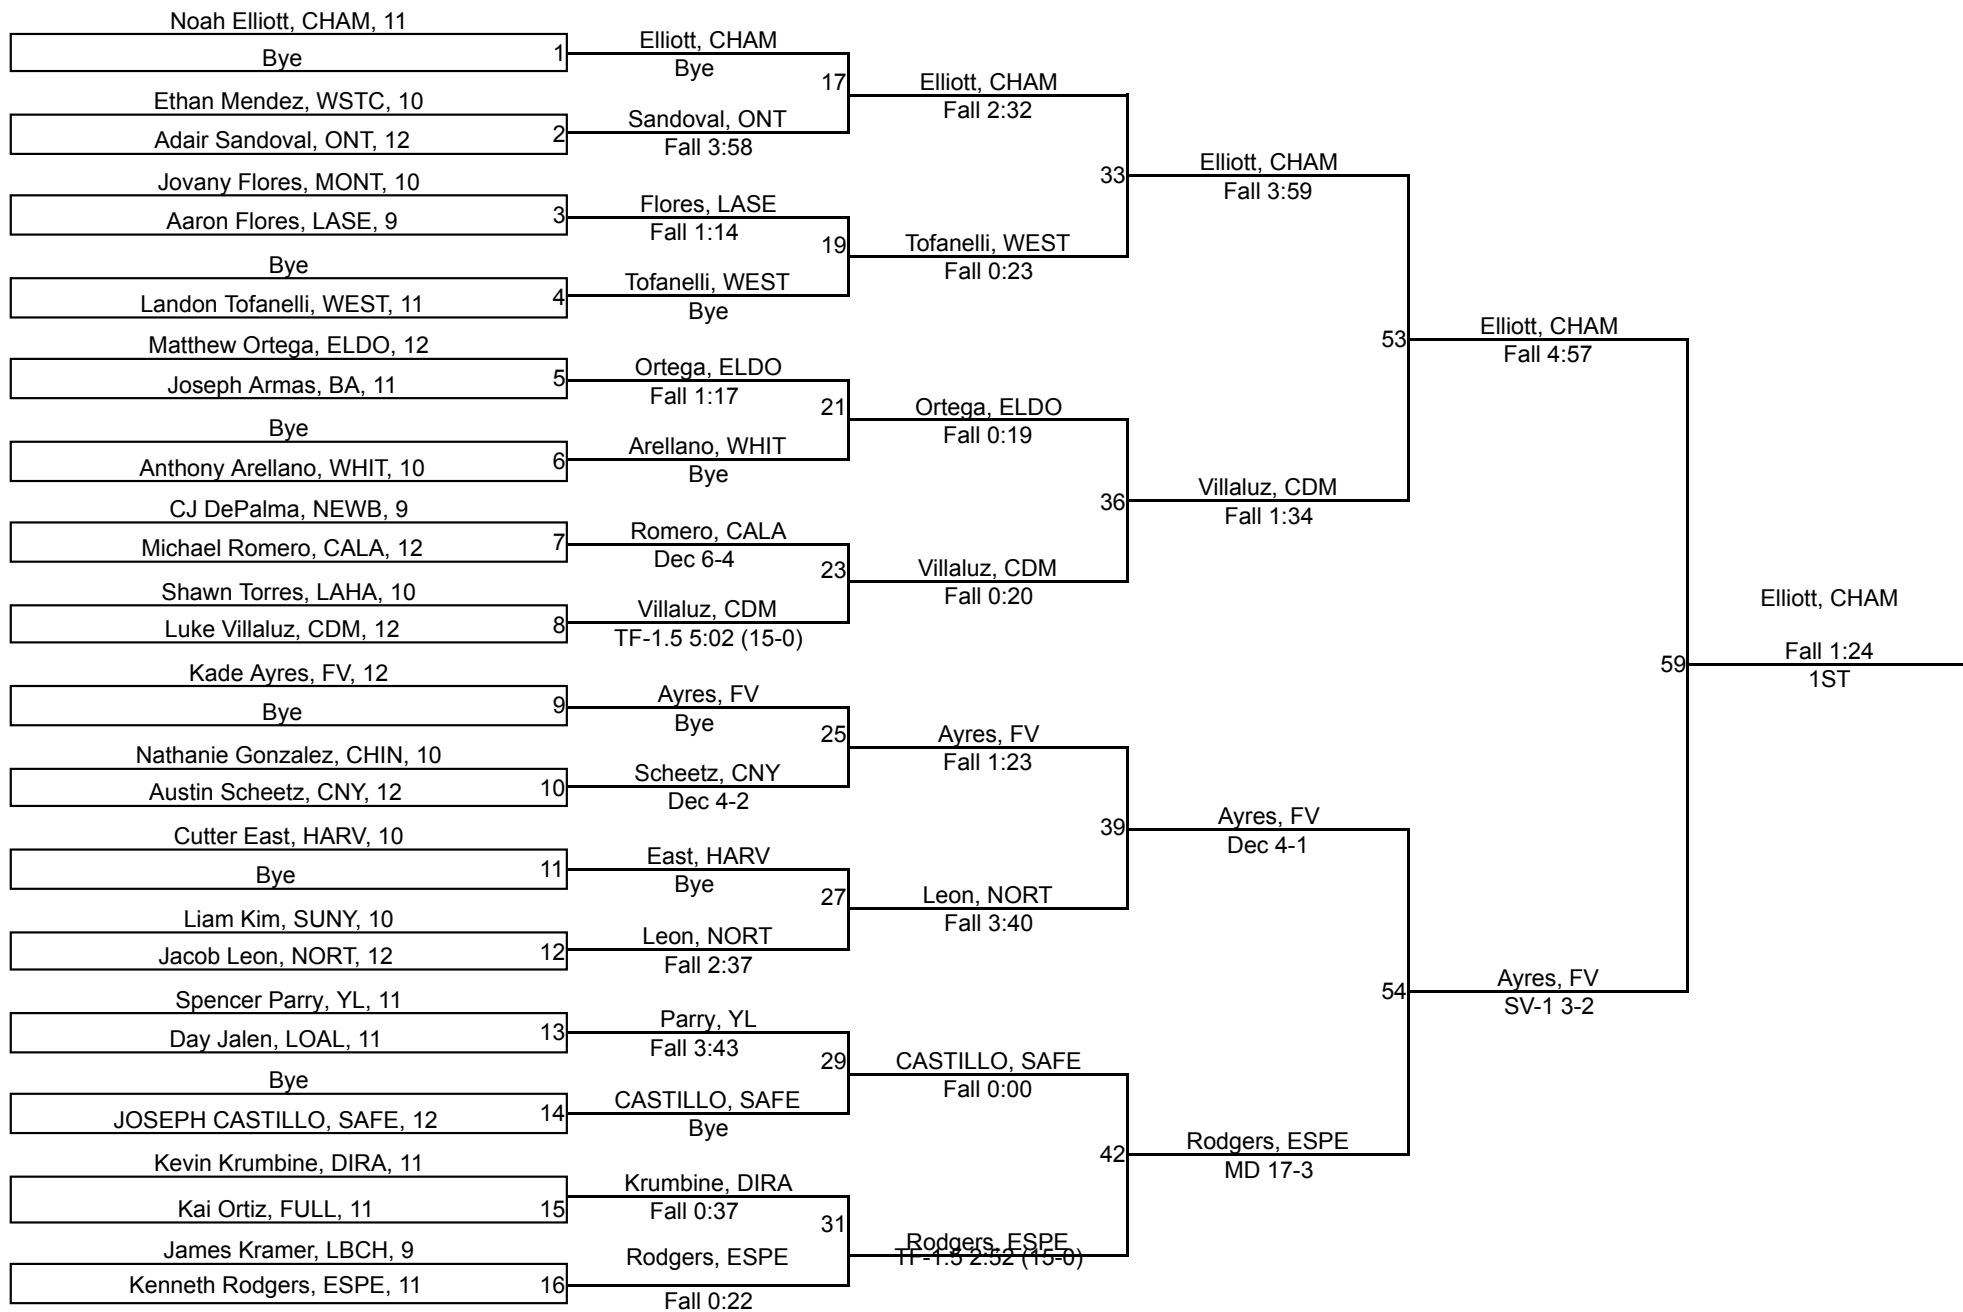 Noah Elliott, CHAM, 11
Bye
1
Ethan Mendez, WSTC, 10
Adair Sandoval, ONT, 12
2
Jovany Flores, MONT, 10
Aaron Flores, LASE, 9
3
Bye
Landon Tofanelli, WEST, 11
4
Matthew Ortega, ELDO, 12
Joseph Armas, BA, 11
5
Bye
Anthony Arellano, WHIT, 10
6
CJ DePalma, NEWB, 9
Michael Romero, CALA, 12
7
Shawn Torres, LAHA, 10
Luke Villaluz, CDM, 12
8
Kade Ayres, FV, 12
Bye
9
Nathanie Gonzalez, CHIN, 10
Austin Scheetz, CNY, 12
10
Cutter East, HARV, 10
Bye
11
Liam Kim, SUNY, 10
Jacob Leon, NORT, 12
12
Spencer Parry, YL, 11
Day Jalen, LOAL, 11
13
Bye
JOSEPH CASTILLO, SAFE, 12
14
Kevin Krumbine, DIRA, 11
Kai Ortiz, FULL, 11
15
James Kramer, LBCH, 9
Kenneth Rodgers, ESPE, 11
16
Elliott, CHAM
Bye
17
Sandoval, ONT
Fall 3:58
Flores, LASE
Fall 1:14
19
Tofanelli, WEST
Bye
Ortega, ELDO
Fall 1:17
21
Arellano, WHIT
Bye
Romero, CALA
Dec 6-4
23
Villaluz, CDM
TF-1.5 5:02 (15-0)
Ayres, FV
Bye
25
Scheetz, CNY
Dec 4-2
East, HARV
Bye
27
Leon, NORT
Fall 2:37
Parry, YL
Fall 3:43
29
CASTILLO, SAFE
Bye
Krumbine, DIRA
Fall 0:37
31
Rodgers, ESPE
Fall 0:22
Elliott, CHAM
Fall 2:32
33
Tofanelli, WEST
Fall 0:23
Ortega, ELDO
Fall 0:19
36
Villaluz, CDM
Fall 0:20
Ayres, FV
Fall 1:23
39
Leon, NORT
Fall 3:40
CASTILLO, SAFE
Fall 0:00
42
Rodgers, ESPE
TF-1.5 2:52 (15-0)
Elliott, CHAM
Fall 3:59
53
Villaluz, CDM
Fall 1:34
Ayres, FV
Dec 4-1
54
Rodgers, ESPE
MD 17-3
Elliott, CHAM
Fall 4:57
59
Ayres, FV
SV-1 3-2
Elliott, CHAM
Fall 1:24
1ST